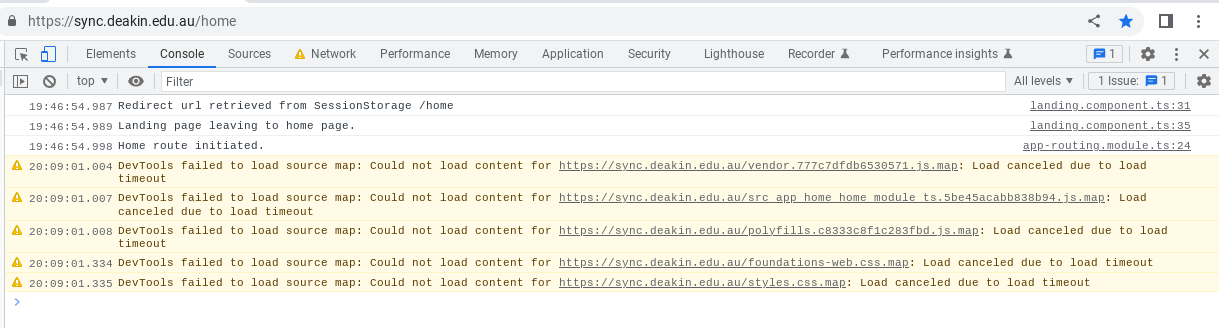 https://sync.deakin.edu.au/home
Elements Console Sources Network Performance Memory Application Security Lighthouse Recorder Performance insights 1
top Filter All levels 1 Issue: 1
19:46:54.987 Redirect url retrieved from SessionStorage /home landing.component.ts:31
19:46:54.989 Landing page leaving to home page. landing.component.ts:35
19:46:54.998 Home route initiated. app-routing.module.ts:24
20:09:01.004 DevTools failed to load source map: Could not load content for https://sync.deakin.edu.au/vendor.777c7dfdb6530571.js.map: Load canceled due to load
timeout
20:09:01.007 DevTools failed to load source map: Could not load content for https://sync.deakin.edu.au/src_app_home_home_module_ts.5be45acabb838b94.js.map: Load
canceled due to load timeout
20:09:01.008 DevTools failed to load source map: Could not load content for https://sync.deakin.edu.au/polyfills.c8333c8f1c283fbd.js.map: Load canceled due to load
timeout
20:09:01.334 DevTools failed to load source map: Could not load content for https://sync.deakin.edu.au/foundations-web.css.map: Load canceled due to load timeout
20:09:01.335 DevTools failed to load source map: Could not load content for https://sync.deakin.edu.au/styles.css.map: Load canceled due to load timeout